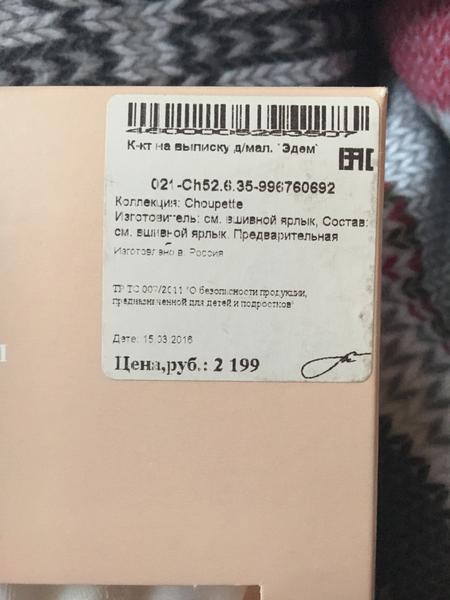 К-кт на выписку д/мал. "Эдем"
EAC
021-Ch52.6.35-996760692
Коллекция: Choupette
Изготовитель: см. вшивной ярлык, Состав:
см. вшивной ярлык. Предварительная
Изготовлено в: Россия
ТР ТС 007/2011 "О безопасности продукции,
предназначенной для детей и подростков"
Дата: 15.03.2016
Цена,руб.: 2 199